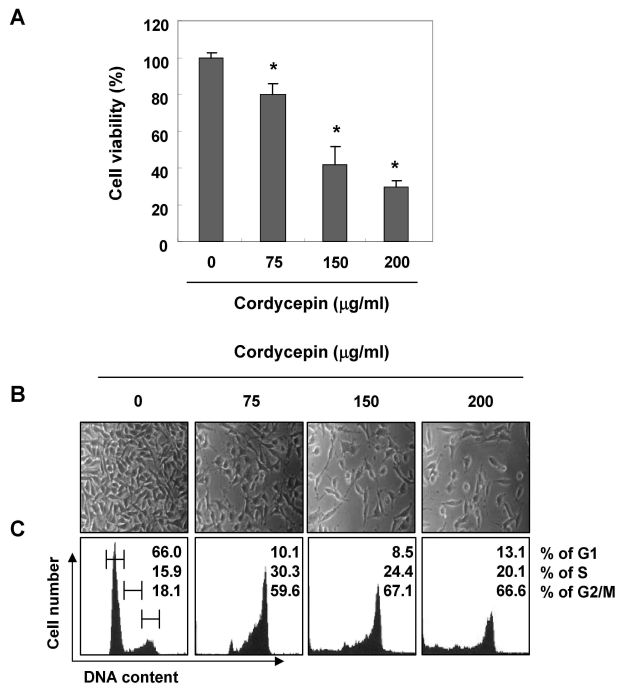 A
Cell viability (%)
120
100
80
60
40
20
0
*
*
*
0 75 150 200
Cordycepin (μg/ml)
Cordycepin (μg/ml)
B
0 75 150 200
C
Cell number
66.0 10.1 8.5 13.1 % of G1
15.9 30.3 24.4 20.1 % of S
18.1 59.6 67.1 66.6 % of G2/M
DNA content